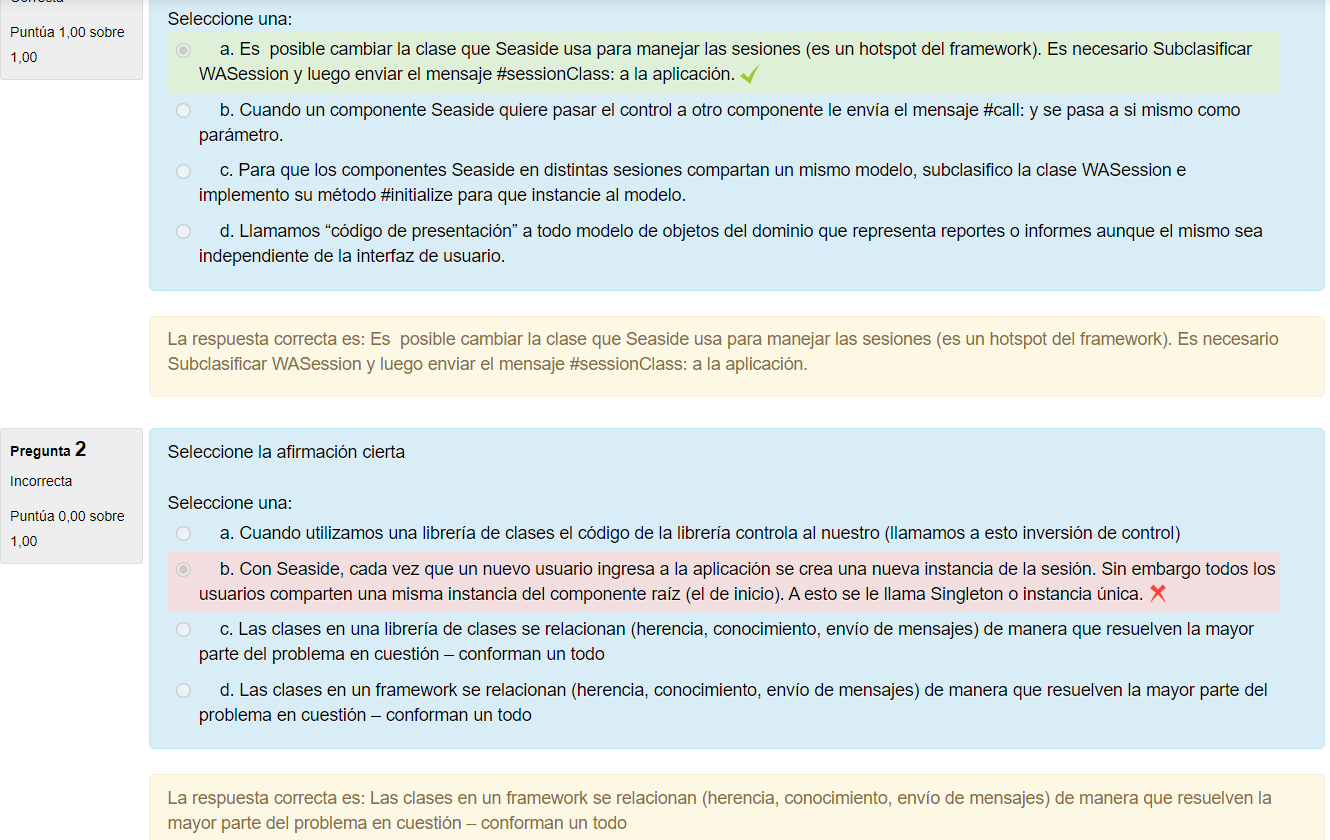 Correcta
Puntúa 1,00 sobre
1,00
Seleccione una:
a. Es  posible cambiar la clase que Seaside usa para manejar las sesiones (es un hotspot del framework). Es necesario Subclasificar
WASession y luego enviar el mensaje #sessionClass: a la aplicación.
b. Cuando un componente Seaside quiere pasar el control a otro componente le envía el mensaje #call: y se pasa a si mismo como
parámetro.
c. Para que los componentes Seaside en distintas sesiones compartan un mismo modelo, subclasifico la clase WASession e
implemento su método #initialize para que instancie al modelo.
d. Llamamos “código de presentación” a todo modelo de objetos del dominio que representa reportes o informes aunque el mismo sea
independiente de la interfaz de usuario.
La respuesta correcta es: Es  posible cambiar la clase que Seaside usa para manejar las sesiones (es un hotspot del framework). Es necesario
Subclasificar WASession y luego enviar el mensaje #sessionClass: a la aplicación.
Pregunta 2
Incorrecta
Puntúa 0,00 sobre
1,00
Seleccione la afirmación cierta
Seleccione una:
a. Cuando utilizamos una librería de clases el código de la librería controla al nuestro (llamamos a esto inversión de control)
b. Con Seaside, cada vez que un nuevo usuario ingresa a la aplicación se crea una nueva instancia de la sesión. Sin embargo todos los
usuarios comparten una misma instancia del componente raíz (el de inicio). A esto se le llama Singleton o instancia única.
c. Las clases en una librería de clases se relacionan (herencia, conocimiento, envío de mensajes) de manera que resuelven la mayor
parte del problema en cuestión – conforman un todo
d. Las clases en un framework se relacionan (herencia, conocimiento, envío de mensajes) de manera que resuelven la mayor parte del
problema en cuestión – conforman un todo
La respuesta correcta es: Las clases en un framework se relacionan (herencia, conocimiento, envío de mensajes) de manera que resuelven la
mayor parte del problema en cuestión – conforman un todo